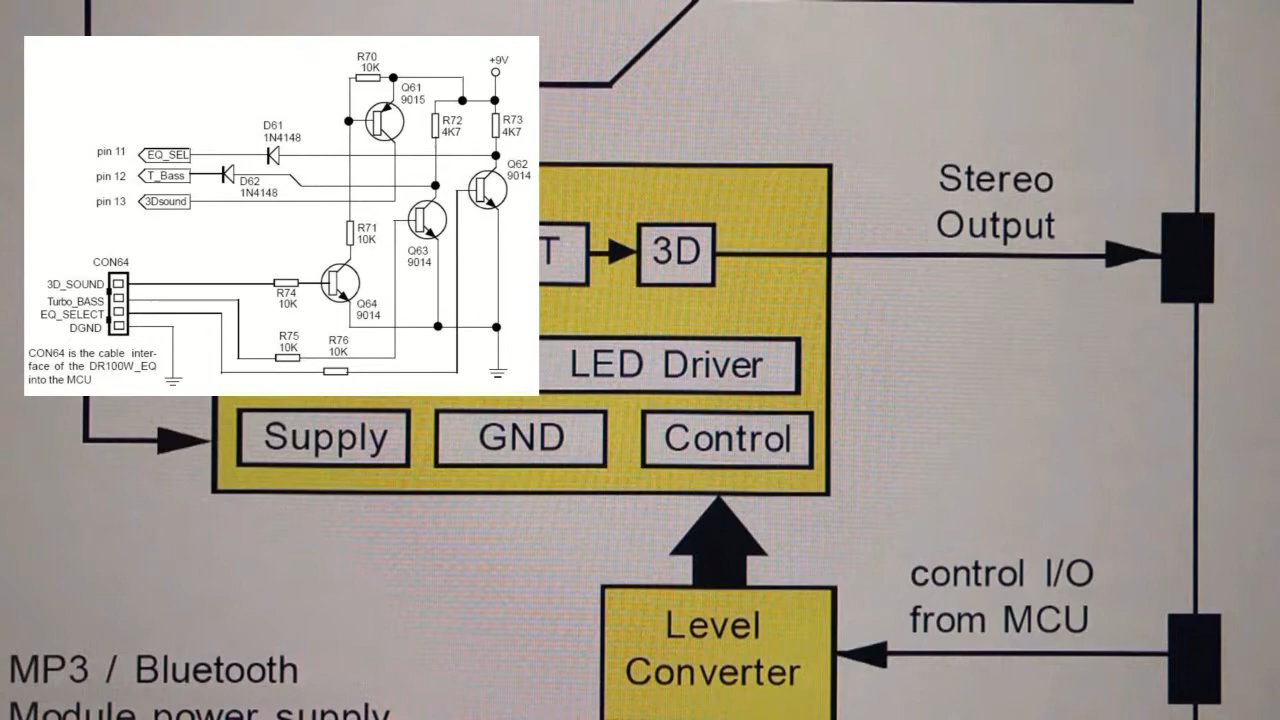 R70
10K
+9V
Q61
9015
R72
4K7
R73
4K7
D61
1N4148
pin 11
EQ_SEL
Q62
9014
pin 12
T_Bass
D62
1N4148
pin 13
3Dsound
R71
10K
Q63
9014
CON64
3D_SOUND
Turbo_BASS
EQ_SELECT
DGND
R74
10K
Q64
9014
R75
10K
R76
10K
CON64 is the cable inter-
face of the DR100W_EQ
into the MCU
Stereo
Output
T
3D
LED Driver
Supply
GND
Control
control I/O
from MCU
Level
Converter
MP3 / Bluetooth
Module power supply